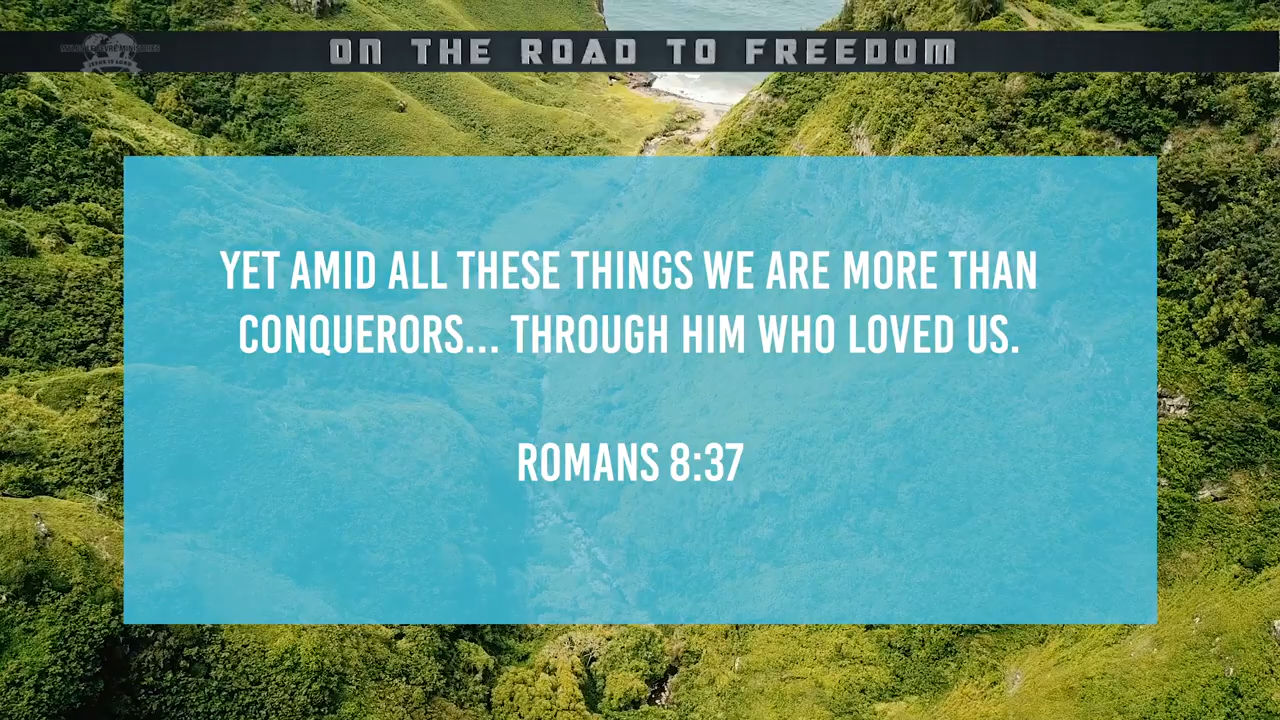 ON THE ROAD TO FREEDOM
YET AMID ALL THESE THINGS WE ARE MORE THAN
CONQUERORS... THROUGH HIM WHO LOVED US.
ROMANS 8:37